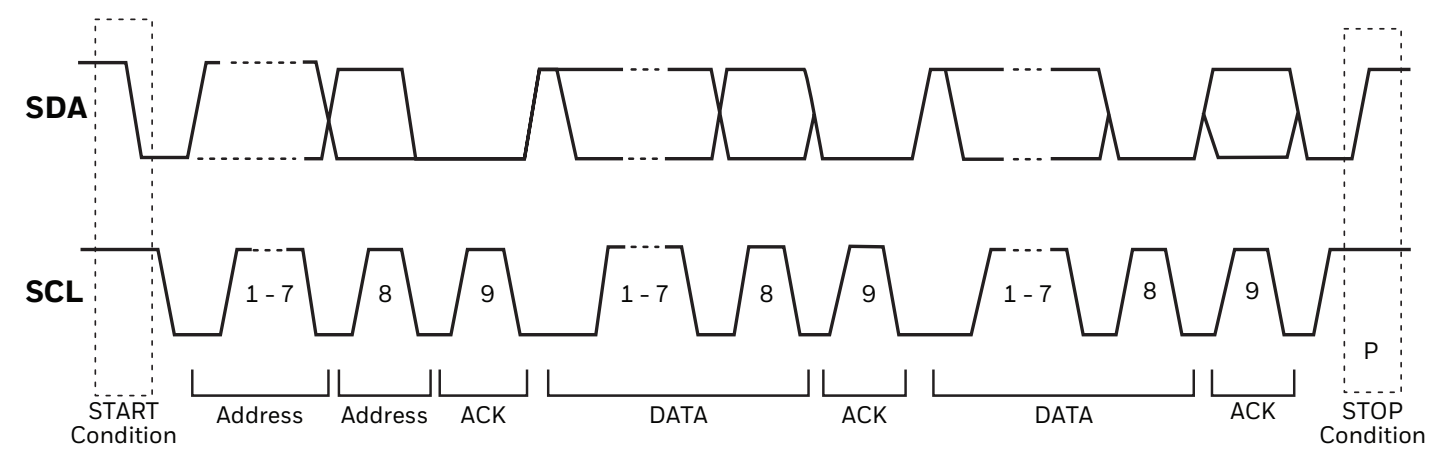 SDA
SCL
1 - 7
8
9
1 - 7
8
9
1 - 7
8
9
P
START
Condition
Address
Address
ACK
DATA
ACK
DATA
ACK
STOP
Condition